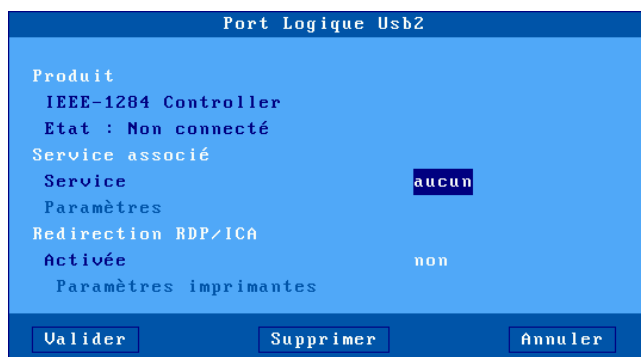 Port Logique Usb2
Produit
IEEE-1284 Controller
Etat : Non connecté
Service associé
Service aucun
Paramètres
Redirection RDP/ICA
Activée non
Paramètres imprimantes
Valider Supprimer Annuler